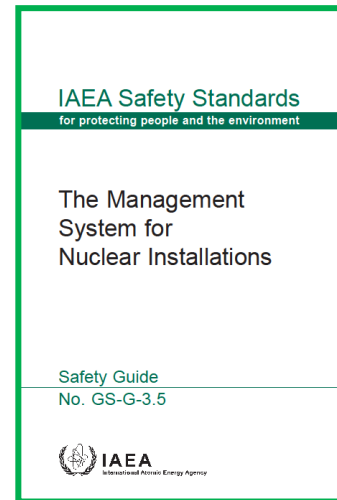 IAEA Safety Standards
for protecting people and the environment
The Management
System for
Nuclear Installations
Safety Guide
No. GS-G-3.5
IAEA
International Atomic Energy Agency